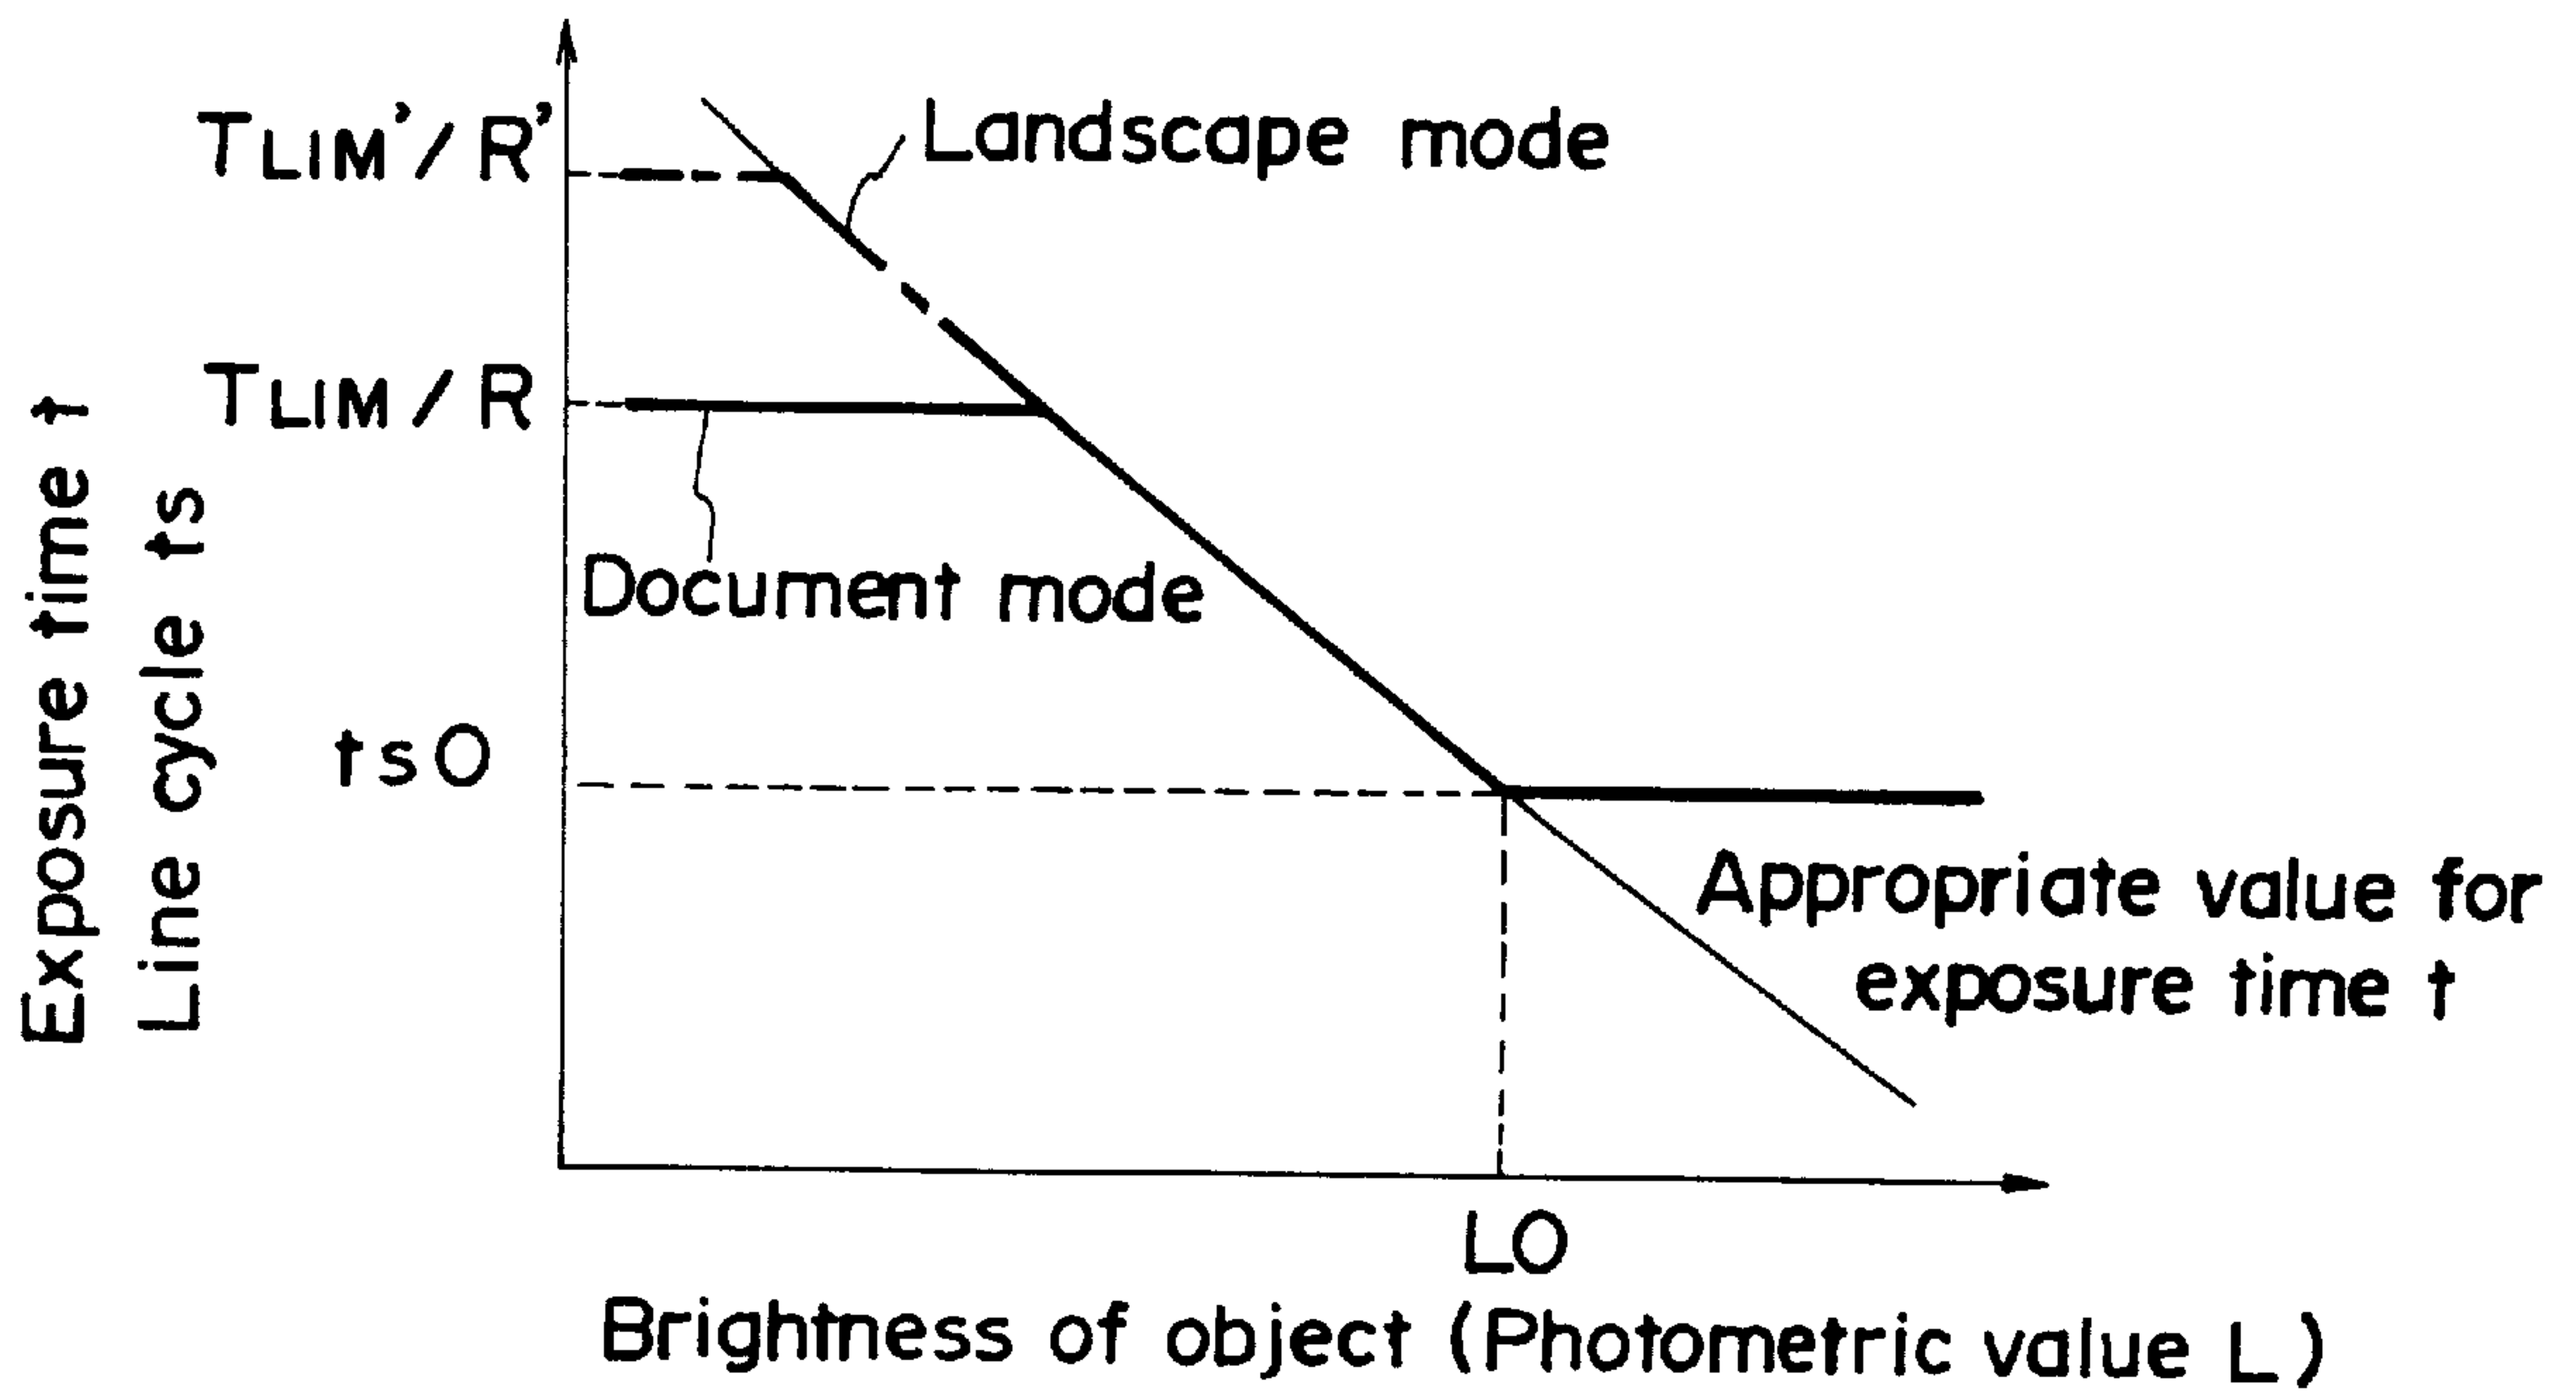 TLIM'/R'
Landscape mode
TLIM/R
Document mode
ts0
Exposure time t
Line cycle ts
Appropriate value for
exposure time t
L0
Brightness of object (Photometric value L)